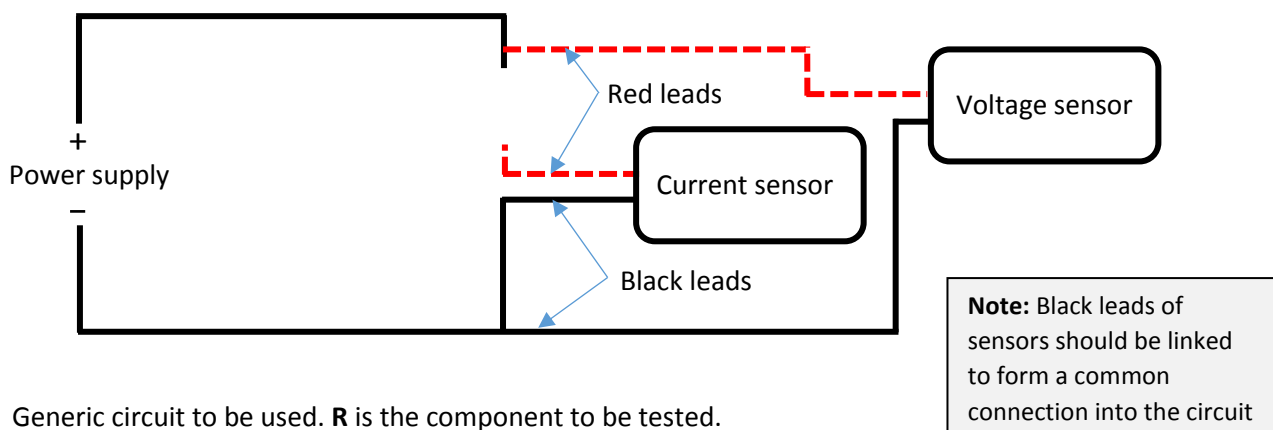 Red leads
Voltage sensor
+
Power supply
Current sensor
–
Black leads
Note: Black leads of
sensors should be linked
to form a common
connection into the circuit
Generic circuit to be used. R is the component to be tested.